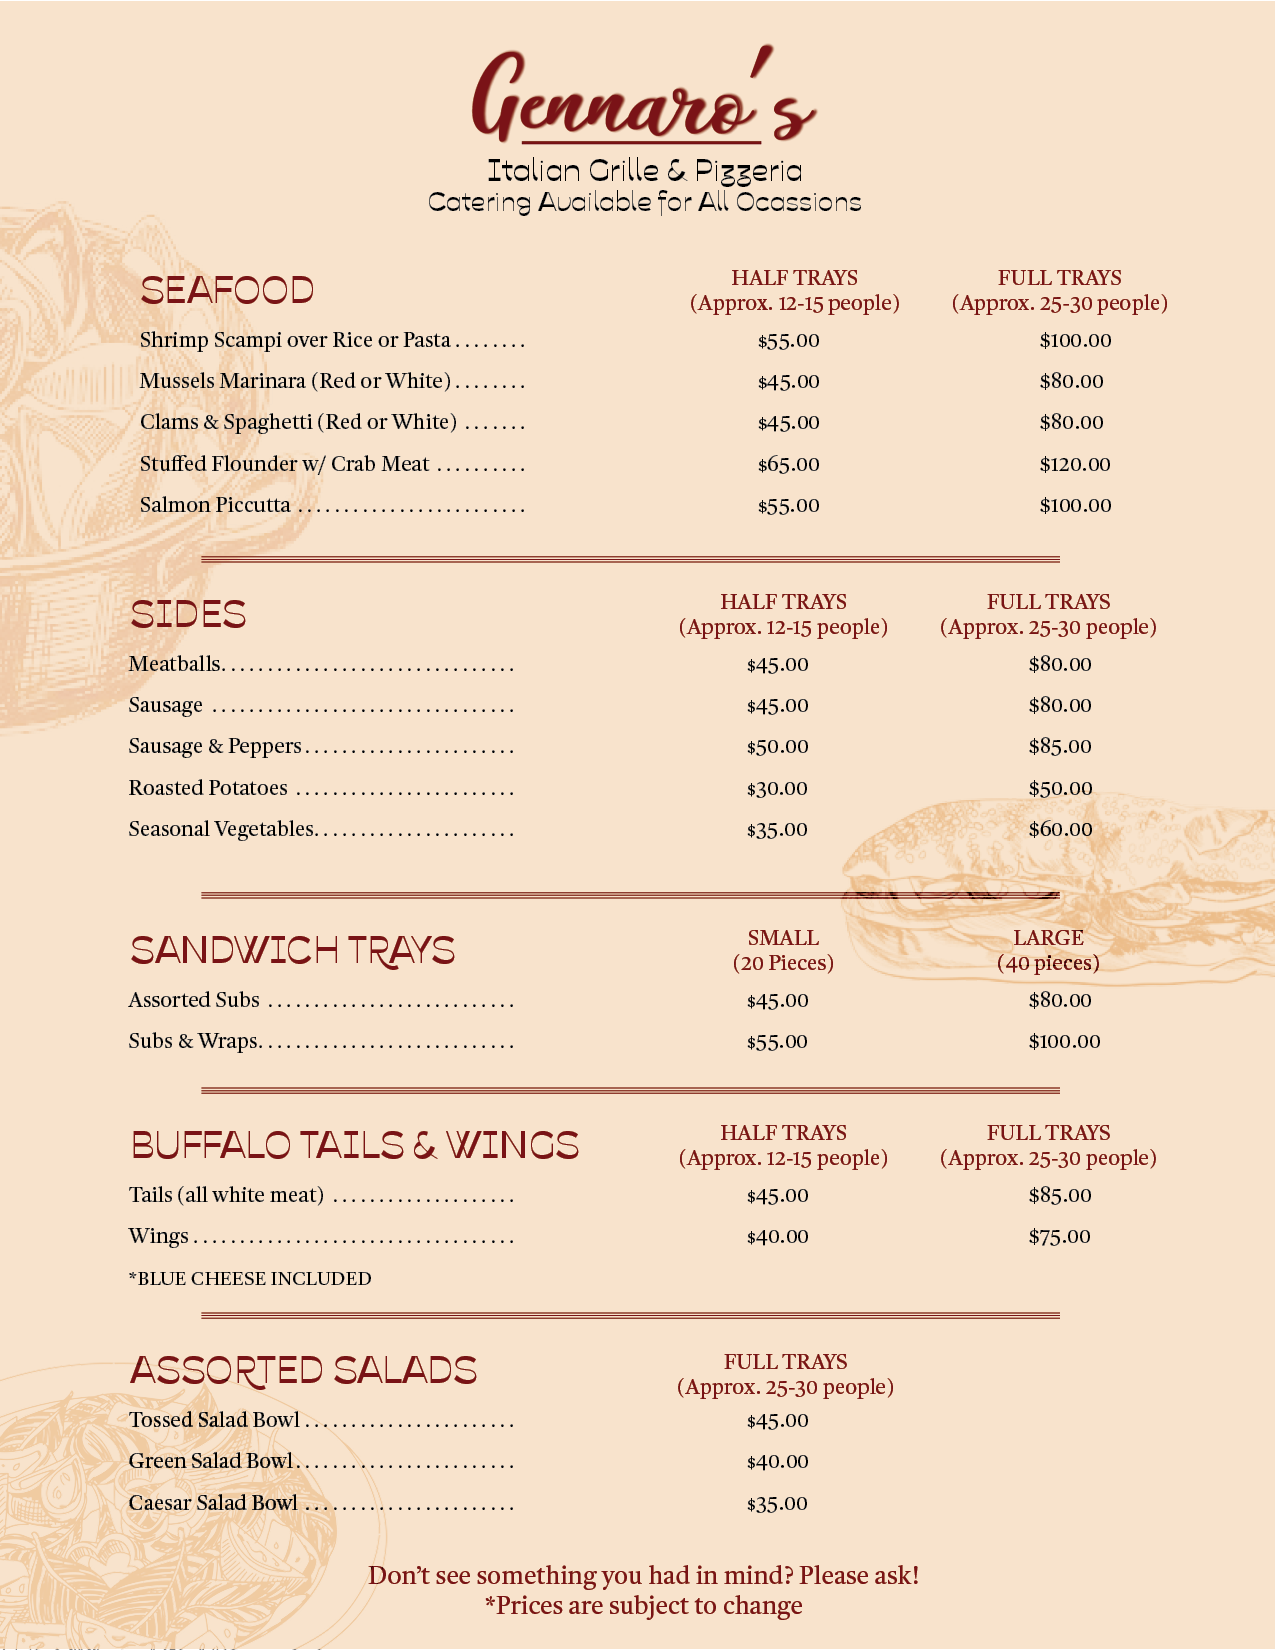 Gennaro's
Italian Grille & Pizzeria
Catering Available for All Ocassions
SEAFOOD
HALF TRAYS
(Approx. 12-15 people)
FULL TRAYS
(Approx. 25-30 people)
Shrimp Scampi over Rice or Pasta ........ $55.00 $100.00
Mussels Marinara (Red or White) ........ $45.00 $80.00
Clams & Spaghetti (Red or White) ....... $45.00 $80.00
Stuffed Flounder w/ Crab Meat .......... $65.00 $120.00
Salmon Piccutta ......................... $55.00 $100.00
SIDES
HALF TRAYS
(Approx. 12-15 people)
FULL TRAYS
(Approx. 25-30 people)
Meatballs................................ $45.00 $80.00
Sausage ................................. $45.00 $80.00
Sausage & Peppers....................... $50.00 $85.00
Roasted Potatoes ........................ $30.00 $50.00
Seasonal Vegetables...................... $35.00 $60.00
SANDWICH TRAYS
SMALL
(20 Pieces)
LARGE
(40 pieces)
Assorted Subs ........................... $45.00 $80.00
Subs & Wraps............................ $55.00 $100.00
BUFFALO TAILS & WINGS
HALF TRAYS
(Approx. 12-15 people)
FULL TRAYS
(Approx. 25-30 people)
Tails (all white meat) .................... $45.00 $85.00
Wings ................................... $40.00 $75.00
*BLUE CHEESE INCLUDED
ASSORTED SALADS
FULL TRAYS
(Approx. 25-30 people)
Tossed Salad Bowl ....................... $45.00
Green Salad Bowl........................ $40.00
Caesar Salad Bowl ....................... $35.00
Don't see something you had in mind? Please ask!
*Prices are subject to change